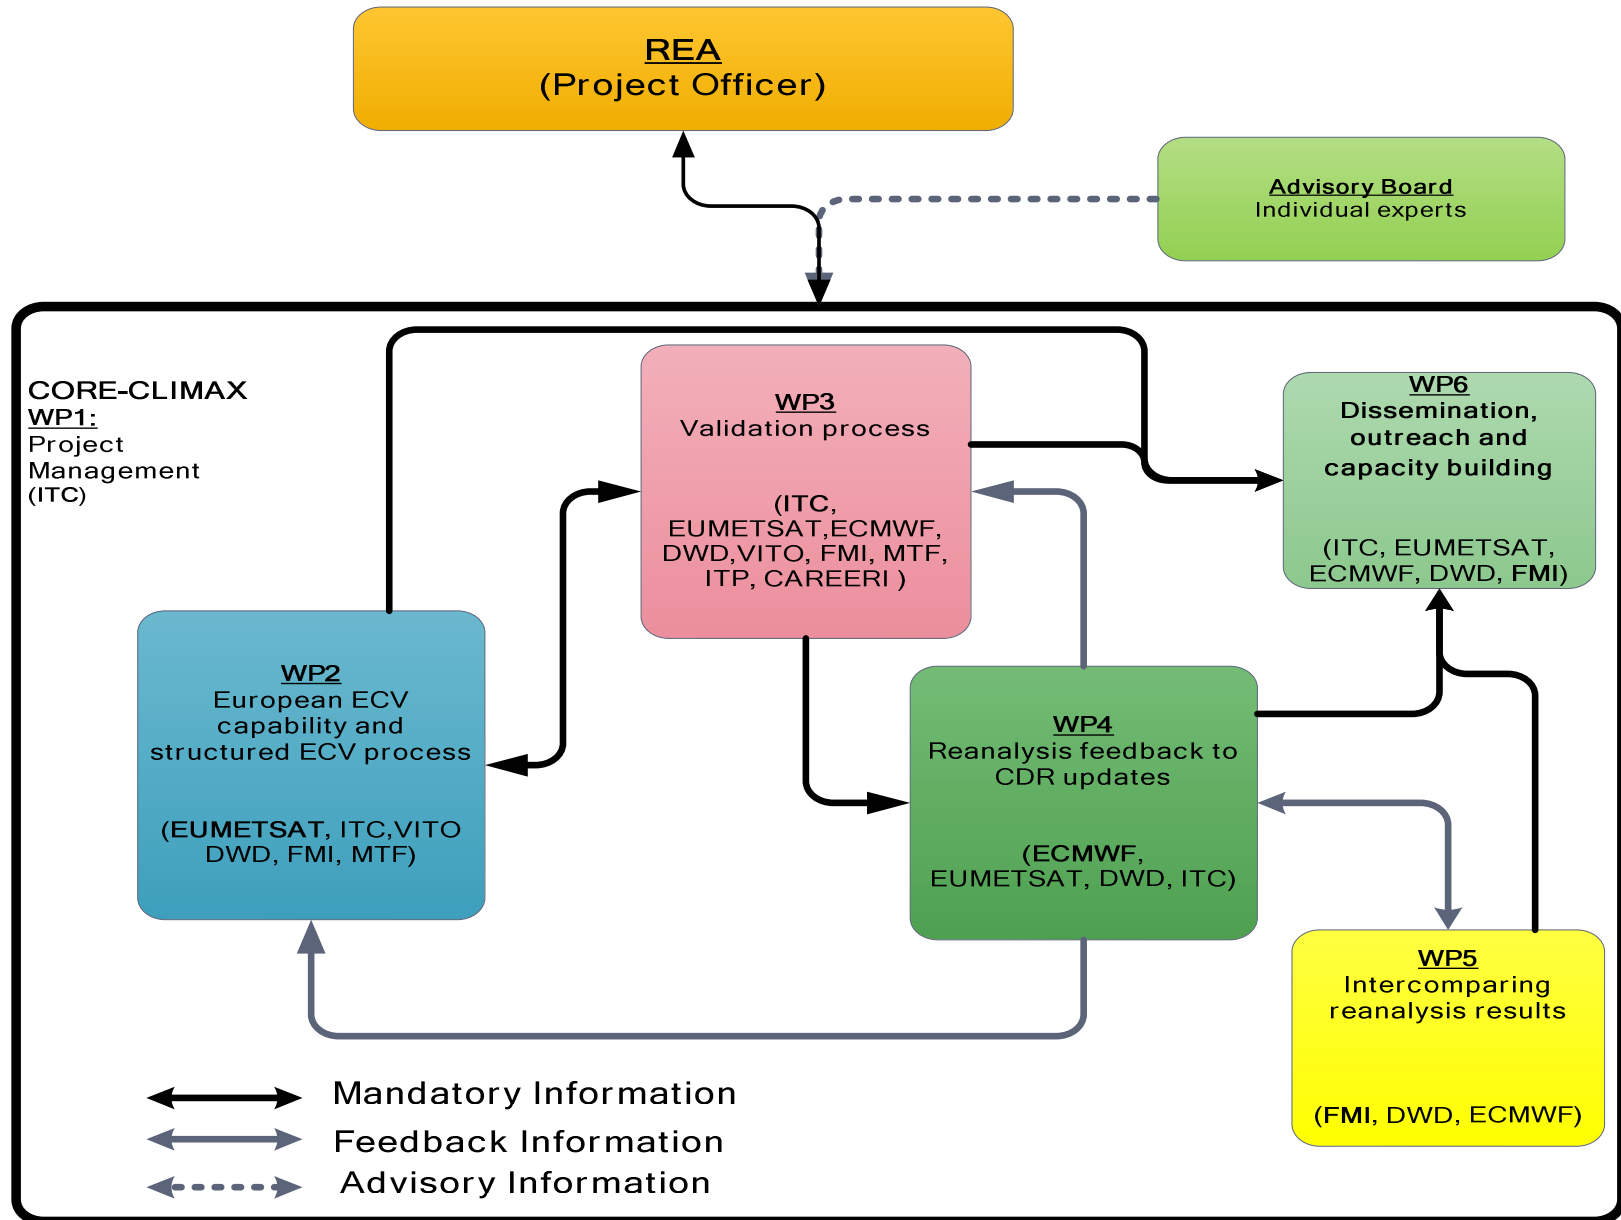 REA
(Project Officer)
Advisory Board
Individual experts
CORE-CLIMAX
WP1:
Project
Management
(ITC)
WP3
Validation process
(ITC,
EUMETSAT,ECMWF,
DWD,VITO, FMI, MTF,
ITP, CAREERI )
WP6
Dissemination,
outreach and
capacity building
(ITC, EUMETSAT,
ECMWF, DWD, FMI)
WP2
European ECV
capability and
structured ECV process
(EUMETSAT, ITC,VITO
DWD, FMI, MTF)
WP4
Reanalysis feedback to
CDR updates
(ECMWF,
EUMETSAT, DWD, ITC)
WP5
Intercomparing
reanalysis results
(FMI, DWD, ECMWF)
Mandatory Information
Feedback Information
Advisory Information